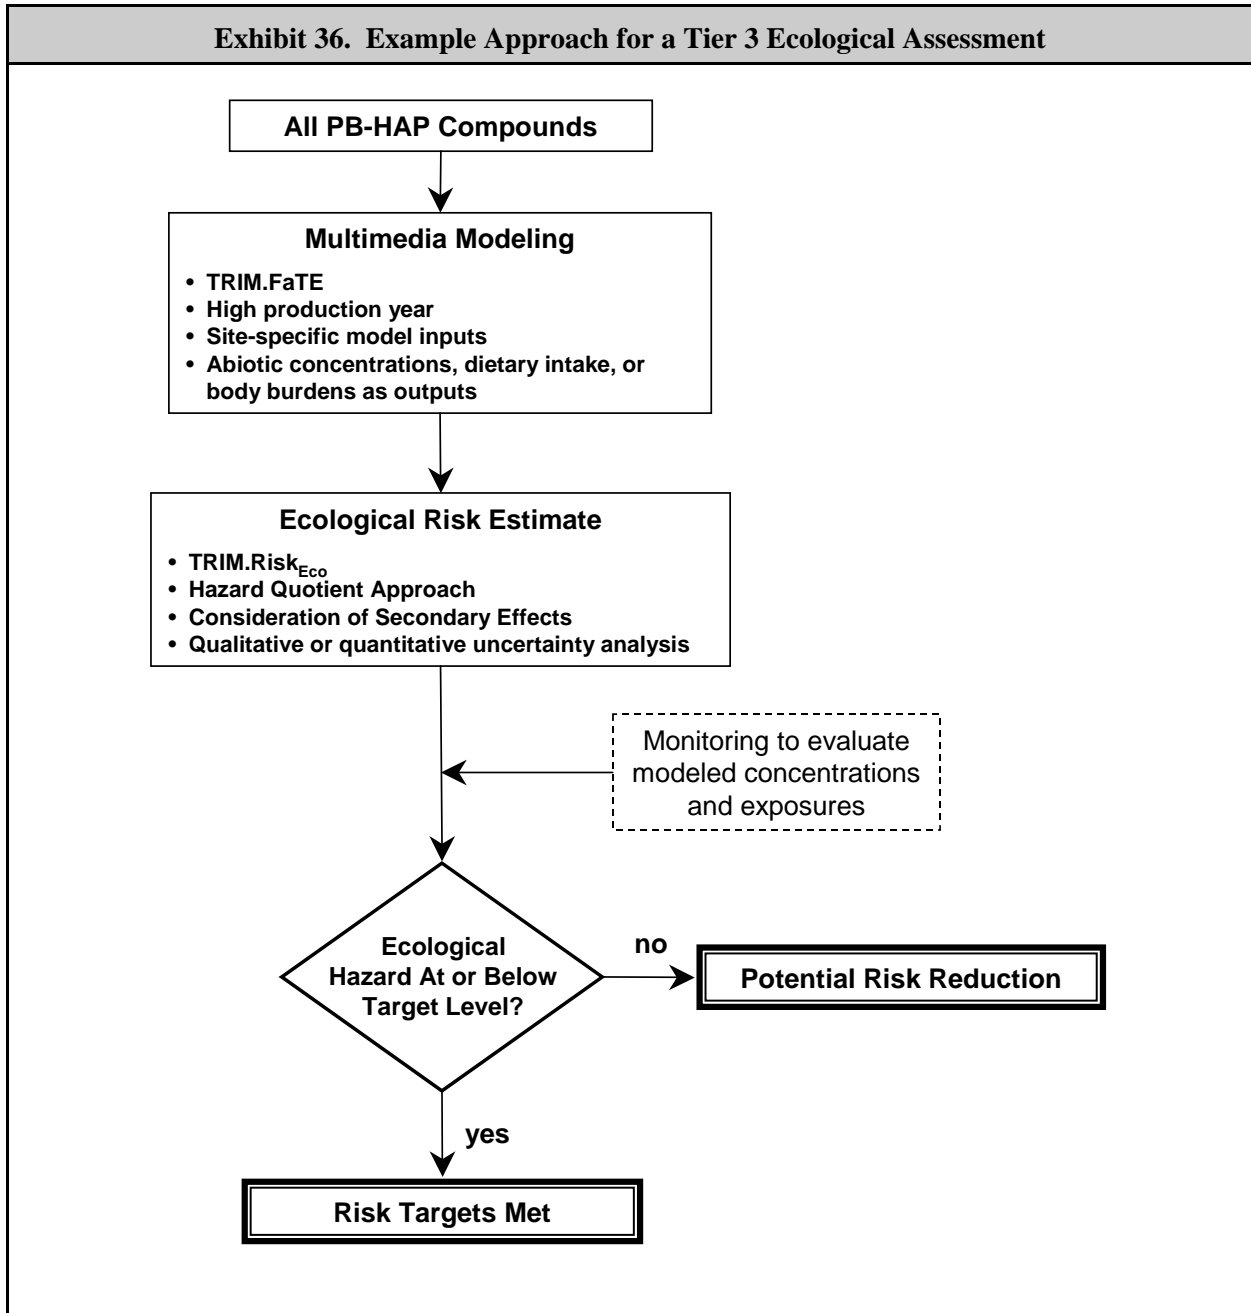 Exhibit 36.  Example Approach for a Tier 3 Ecological Assessment
All PB-HAP Compounds
Multimedia Modeling
• TRIM.FaTE
• High production year
• Site-specific model inputs
• Abiotic concentrations, dietary intake, or
body burdens as outputs
Ecological Risk Estimate
• TRIM.RiskEco
• Hazard Quotient Approach
• Consideration of Secondary Effects
• Qualitative or quantitative uncertainty analysis
Monitoring to evaluate
modeled concentrations
and exposures
Ecological
Hazard At or Below
Target Level?
no
Potential Risk Reduction
yes
Risk Targets Met